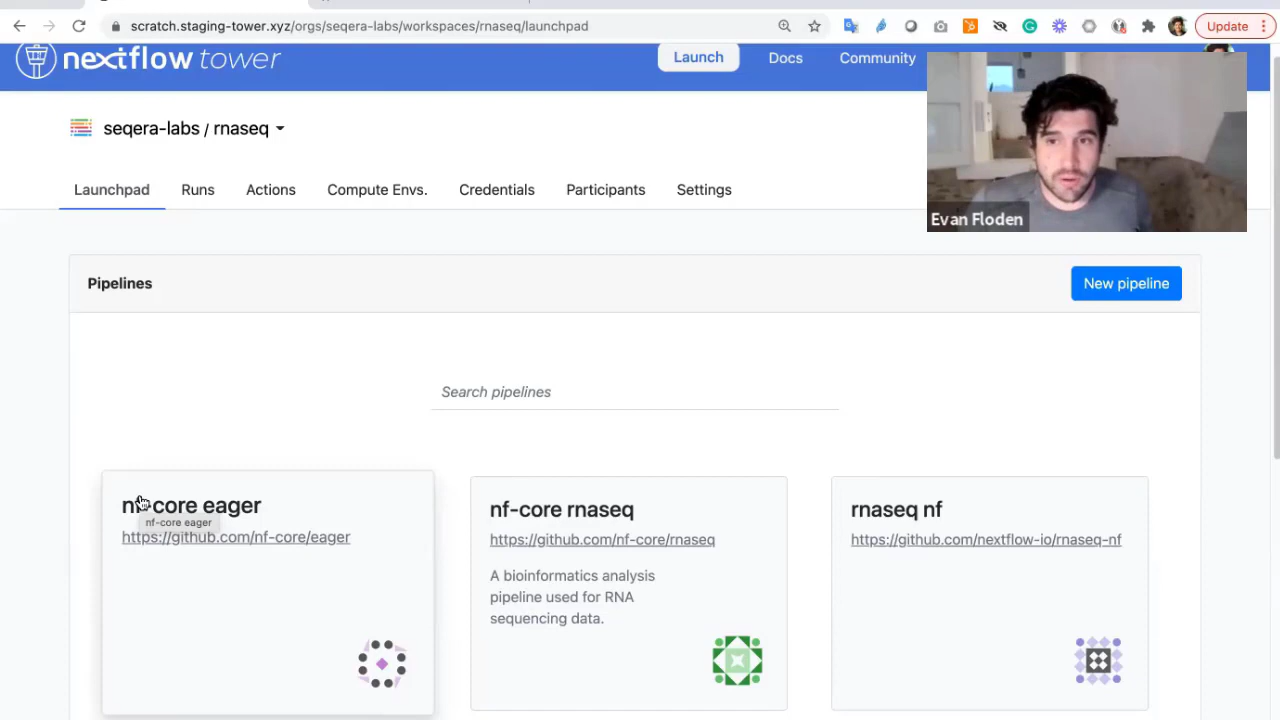 scratch.staging-tower.xyz/orgs/seqera-labs/workspaces/rnaseq/launchpad
Update
nextflow tower
Launch
Docs
Community
seqera-labs / rnaseq
Launchpad
Runs
Actions
Compute Envs.
Credentials
Participants
Settings
Evan Floden
Pipelines
New pipeline
Search pipelines
nf-core eager
nf-core eager
https://github.com/nf-core/eager
nf-core rnaseq
https://github.com/nf-core/rnaseq
A bioinformatics analysis
pipeline used for RNA
sequencing data.
rnaseq nf
https://github.com/nextflow-io/rnaseq-nf